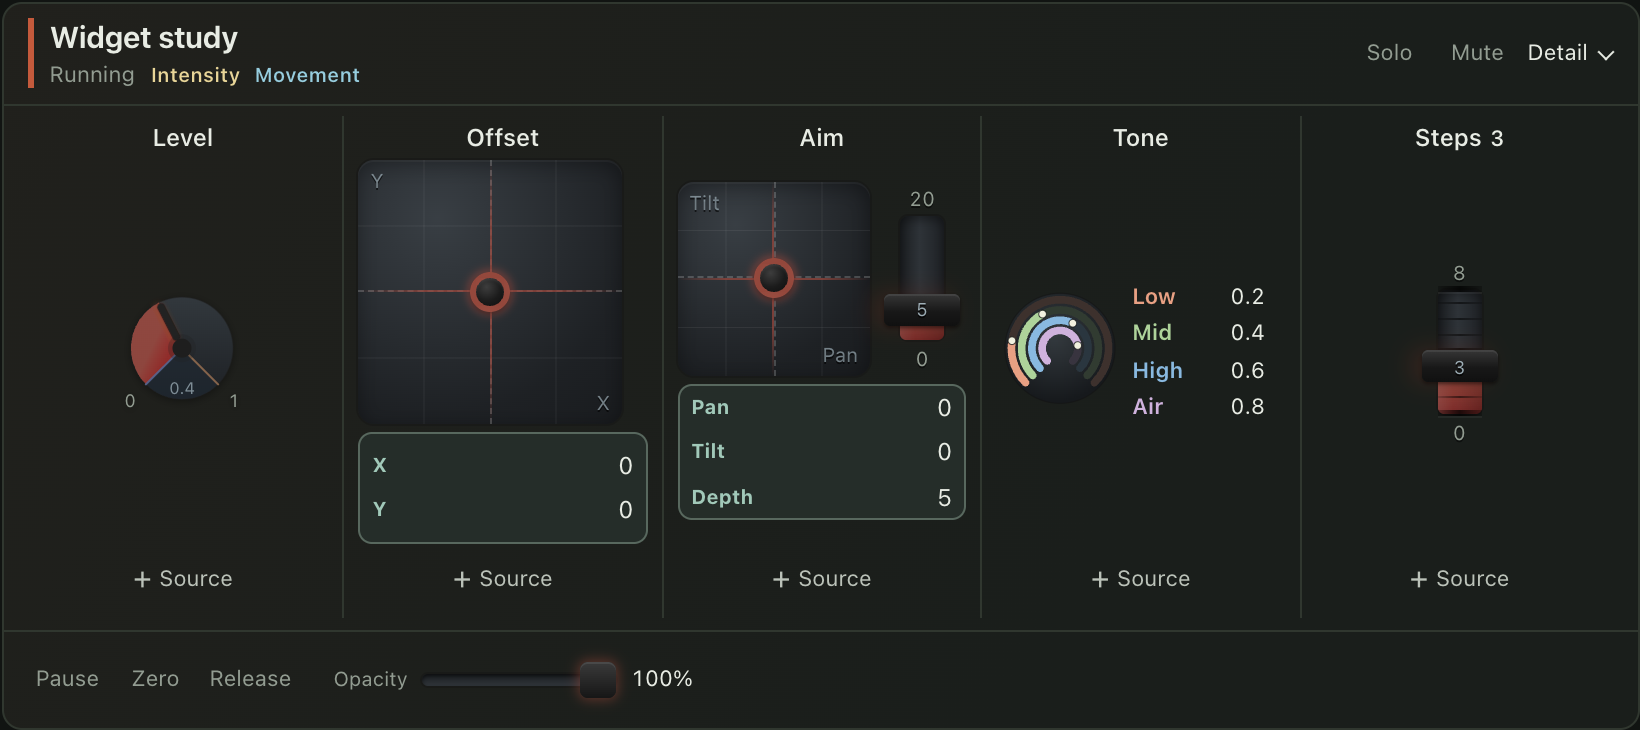 Widget study
Running Intensity Movement
Solo Mute Detail
Level
0.4
0 1
+ Source
Offset
Y
X
X 0
Y 0
+ Source
Aim
Tilt
Pan
20
5
0
Pan 0
Tilt 0
Depth 5
+ Source
Tone
Low 0.2
Mid 0.4
High 0.6
Air 0.8
+ Source
Steps 3
8
3
0
+ Source
Pause Zero Release Opacity 100%